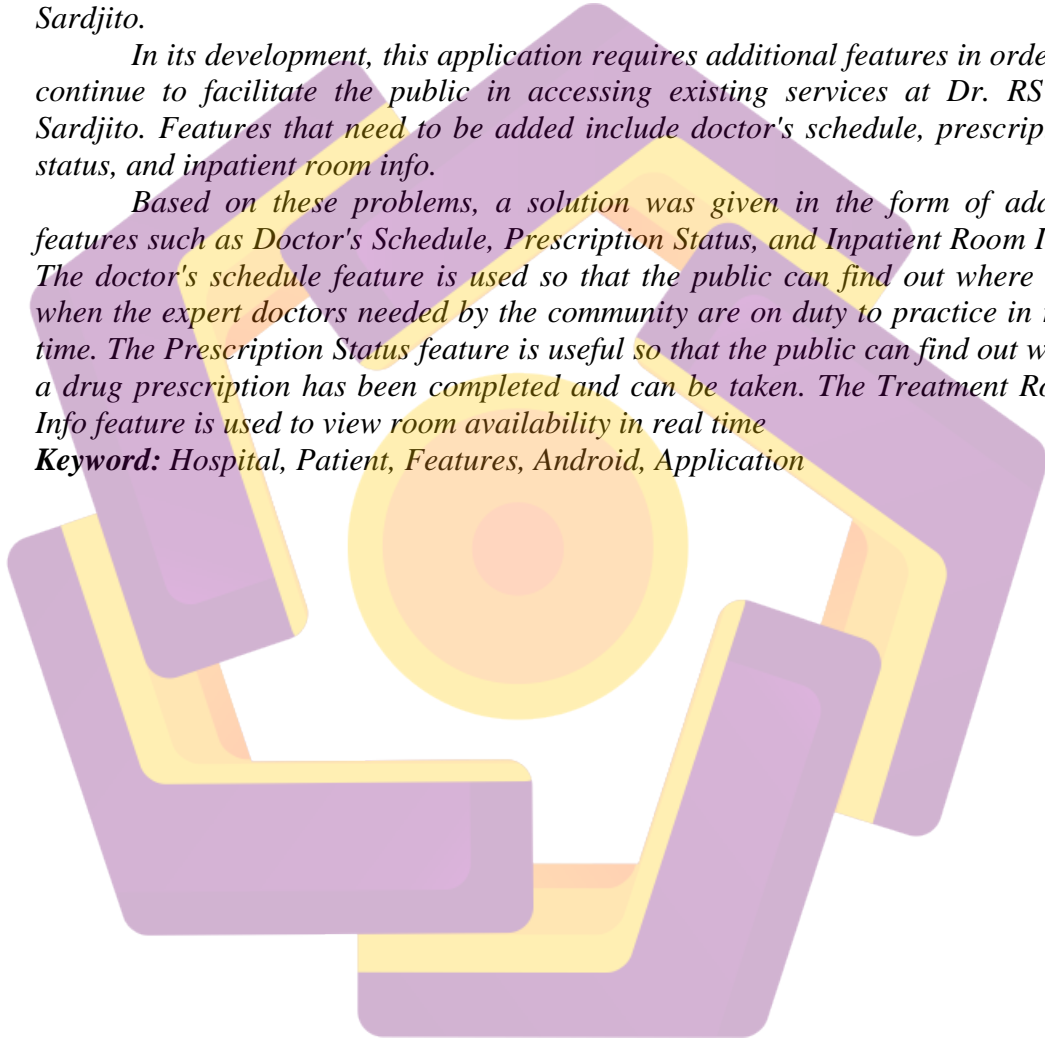 Sardjito.
In its development, this application requires additional features in orde
continue to facilitate the public in accessing existing services at Dr. RS
Sardjito. Features that need to be added include doctor's schedule, prescrip
status, and inpatient room info.
Based on these problems, a solution was given in the form of ad
features such as Doctor's Schedule, Prescription Status, and Inpatient Room I
The doctor's schedule feature is used so that the public can find out where
when the expert doctors needed by the community are on duty to practice in
time. The Prescription Status feature is useful so that the public can find out w
a drug prescription has been completed and can be taken. The Treatment Ro
Info feature is used to view room availability in real time
Keyword: Hospital, Patient, Features, Android, Application